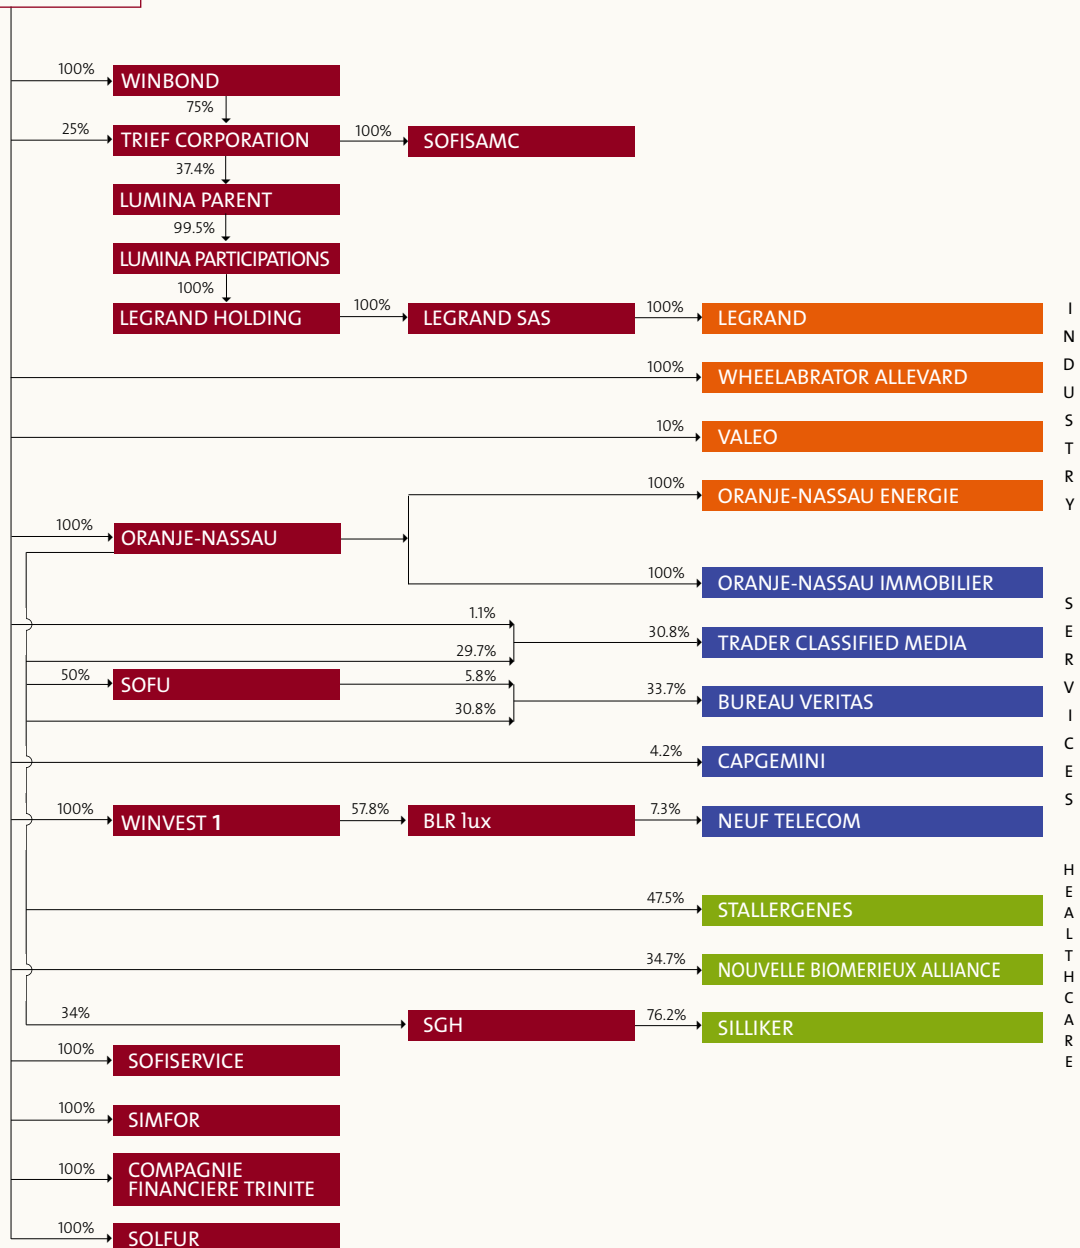 100%
WINBOND
75%
25%
TRIEF CORPORATION
100%
SOFISAMC
37.4%
LUMINA PARENT
99.5%
LUMINA PARTICIPATIONS
100%
LEGRAND HOLDING
100%
LEGRAND SAS
100%
LEGRAND
100%
WHEELABRATOR ALLEVARD
10%
VALEO
100%
ORANJE-NASSAU ENERGIE
100%
ORANJE-NASSAU
100%
ORANJE-NASSAU IMMOBILIER
1.1%
30.8%
TRADER CLASSIFIED MEDIA
29.7%
50%
SOFU
5.8%
33.7%
BUREAU VERITAS
30.8%
4.2%
CAPGEMINI
100%
WINVEST 1
57.8%
BLR lux
7.3%
NEUF TELECOM
47.5%
STALLERGENES
34.7%
NOUVELLE BIOMERIEUX ALLIANCE
34%
SGH
76.2%
SILLIKER
100%
SOFISERVICE
100%
SIMFOR
100%
COMPAGNIE
FINANCIERE TRINITE
100%
SOLFUR
INDUSTRY
SERVICES
HEALTHCARE